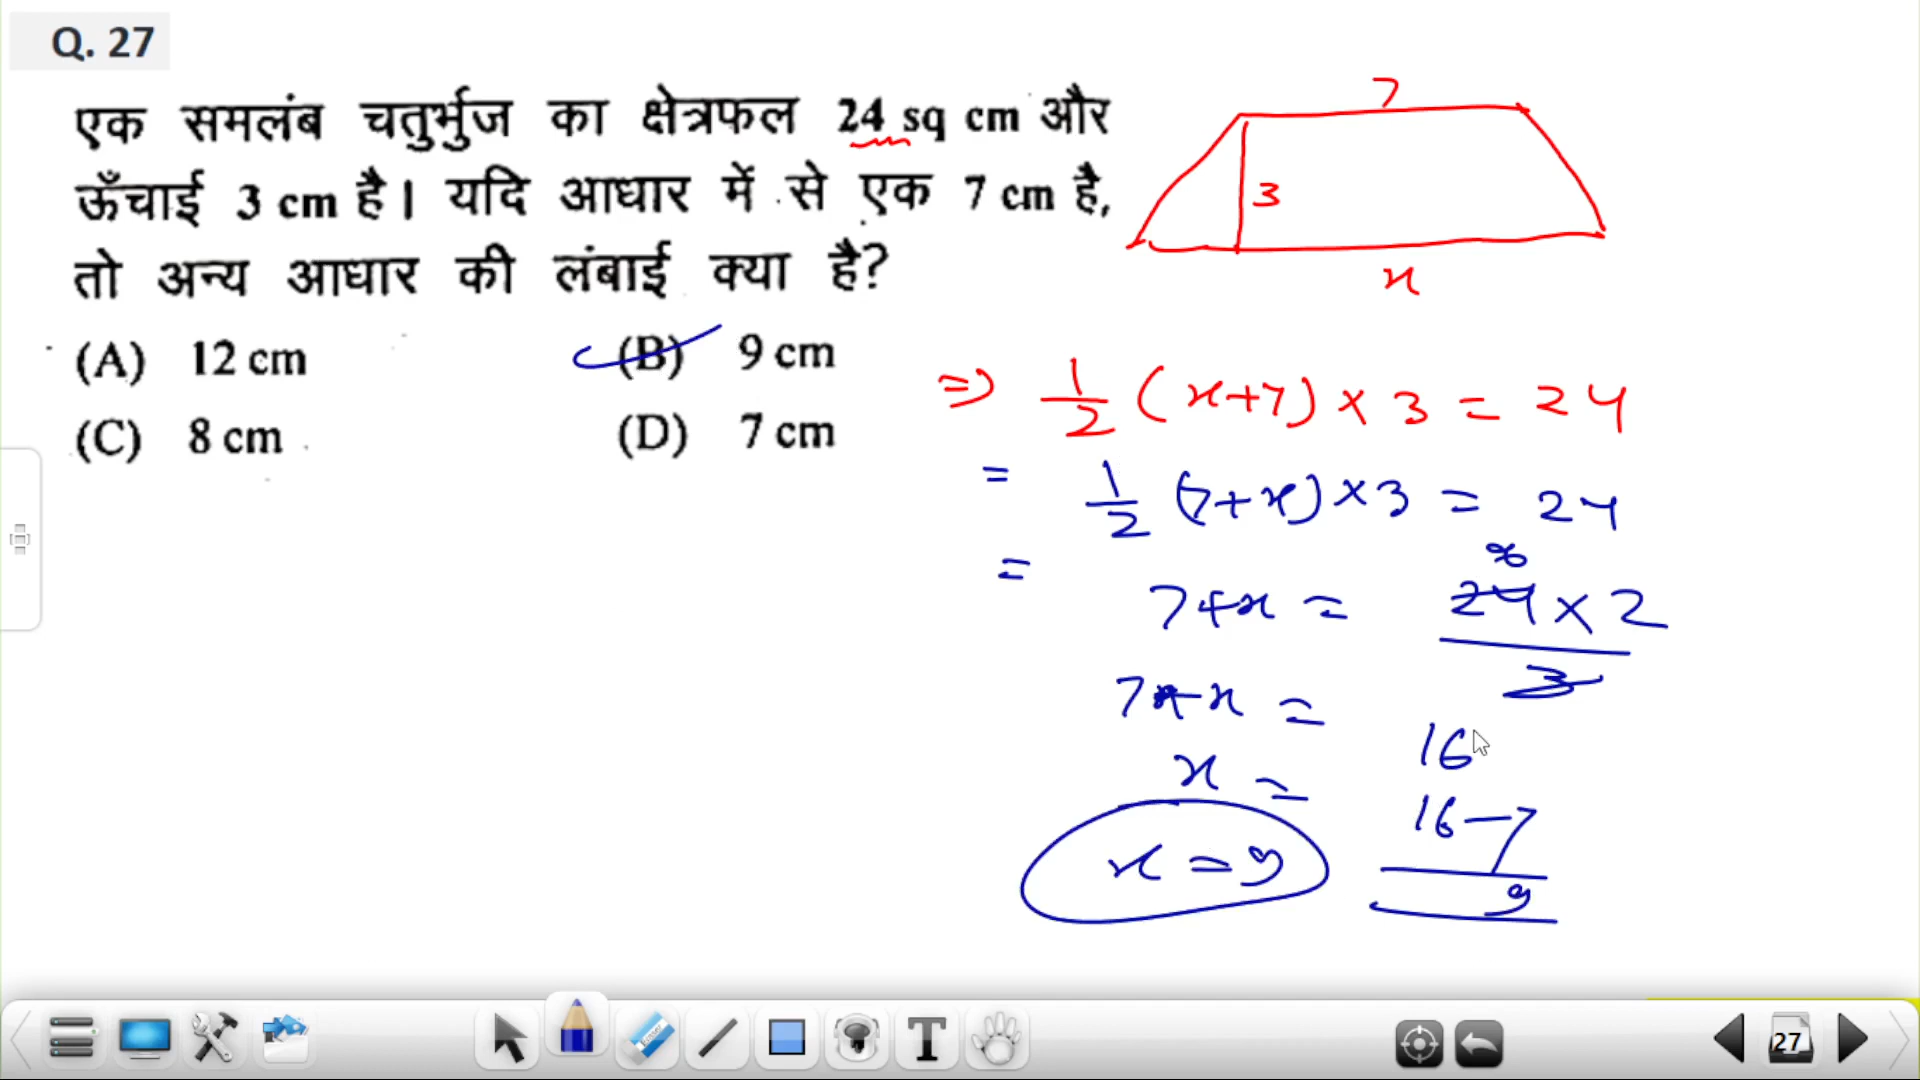 Q. 27
एक समलंब चतुर्भुज का क्षेत्रफल 24 sq cm और
ऊँचाई 3 cm है। यदि आधार में से एक 7 cm है,
तो अन्य आधार की लंबाई क्या है?
(A) 12 cm (B) 9 cm
(C) 8 cm (D) 7 cm
7
3
x
=> 1/2 (x+7) × 3 = 24
= 1/2 (7+x) × 3 = 24
= 7+x = 24 × 2 / 3
8
7+x = 16
x = 16-7
x = 9
9
T
27